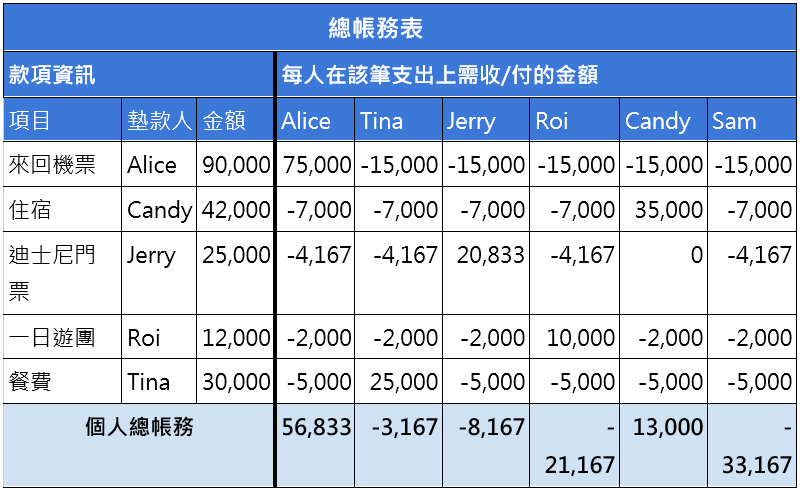 總帳務表
款項資訊 每人在該筆支出上需收/付的金額
項目 墊款人 金額 Alice Tina Jerry Roi Candy Sam
來回機票 Alice 90,000 75,000 -15,000 -15,000 -15,000 -15,000 -15,000
住宿 Candy 42,000 -7,000 -7,000 -7,000 -7,000 35,000 -7,000
迪士尼門 Jerry 25,000 -4,167 -4,167 20,833 -4,167 0 -4,167
票
一日遊團 Roi 12,000 -2,000 -2,000 -2,000 10,000 -2,000 -2,000
餐費 Tina 30,000 -5,000 25,000 -5,000 -5,000 -5,000 -5,000
個人總帳務 56,833 -3,167 -8,167 - 13,000 -
21,167 33,167